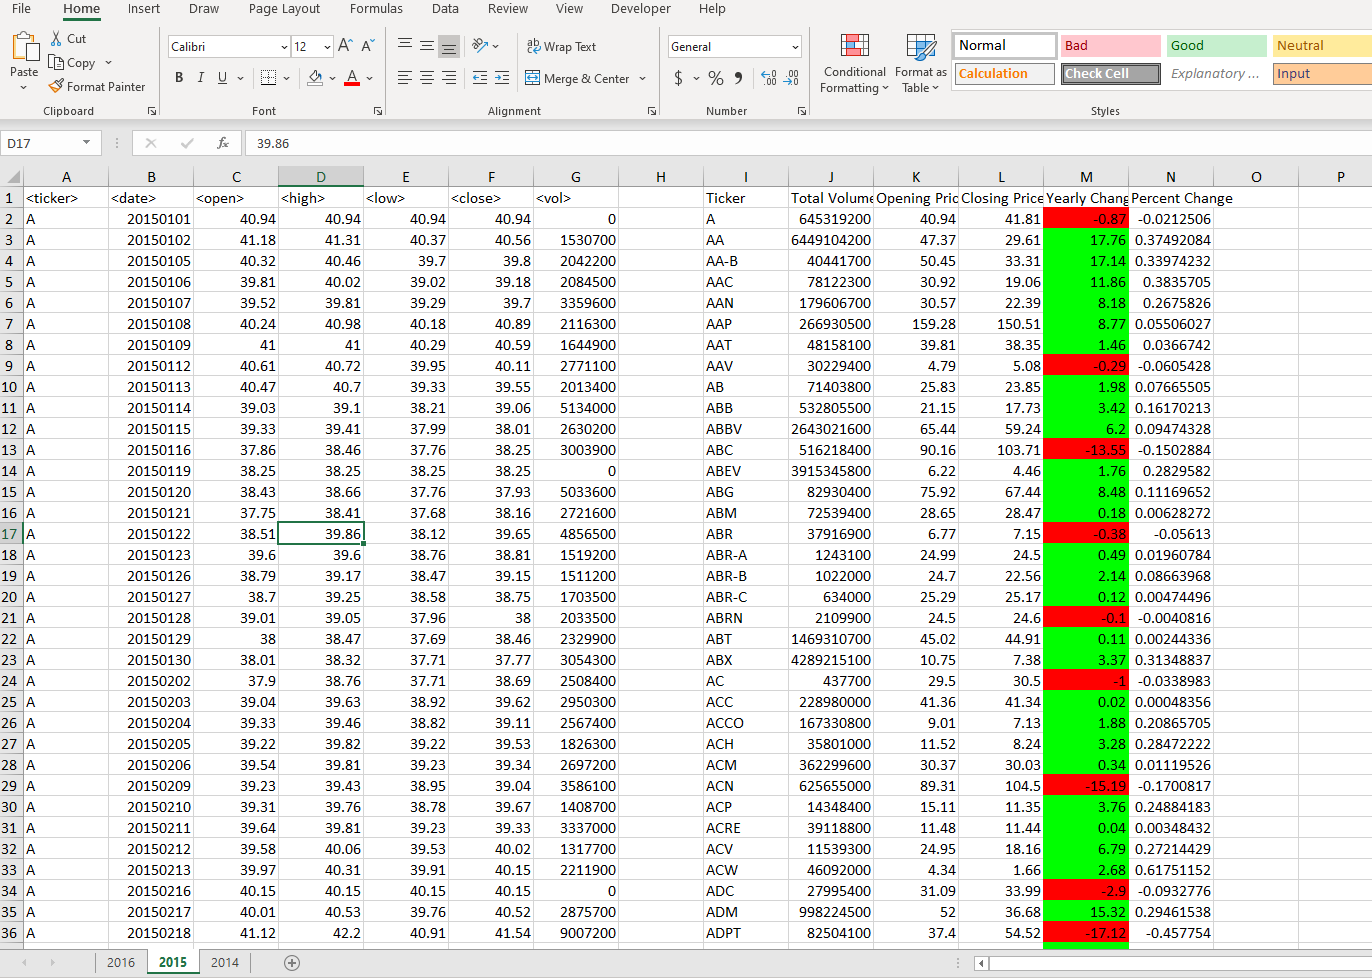 File Home Insert Draw Page Layout Formulas Data Review View Developer Help
Paste Cut Copy Format Painter Clipboard
Calibri 12 B I U A Font
Wrap Text Merge & Center Alignment
General $ % Number
Conditional Formatting Format as Table
Normal Bad Good Neutral
Calculation Check Cell Explanatory ... Input
Styles
D17 fx 39.86
A B C D E F G H I J K L M N O P
1 <ticker> <date> <open> <high> <low> <close> <vol> Ticker Total Volume Opening Pric Closing Price Yearly Chang Percent Change
2 A 20150101 40.94 40.94 40.94 40.94 0 A 645319200 40.94 41.81 -0.87 -0.0212506
3 A 20150102 41.18 41.31 40.37 40.56 1530700 AA 6449104200 47.37 29.61 17.76 0.37492084
4 A 20150105 40.32 40.46 39.7 39.8 2042200 AA-B 40441700 50.45 33.31 17.14 0.33974232
5 A 20150106 39.81 40.02 39.02 39.18 2084500 AAC 78122300 30.92 19.06 11.86 0.3835705
6 A 20150107 39.52 39.81 39.29 39.7 3359600 AAN 179606700 30.57 22.39 8.18 0.2675826
7 A 20150108 40.24 40.98 40.18 40.89 2116300 AAP 266930500 159.28 150.51 8.77 0.05506027
8 A 20150109 41 41 40.29 40.59 1644900 AAT 48158100 39.81 38.35 1.46 0.0366742
9 A 20150112 40.61 40.72 39.95 40.11 2771100 AAV 30229400 4.79 5.08 -0.29 -0.0605428
10 A 20150113 40.47 40.7 39.33 39.55 2013400 AB 71403800 25.83 23.85 1.98 0.07665505
11 A 20150114 39.03 39.1 38.21 39.06 5134000 ABB 532805500 21.15 17.73 3.42 0.16170213
12 A 20150115 39.33 39.41 37.99 38.01 2630200 ABBV 2643021600 65.44 59.24 6.2 0.09474328
13 A 20150116 37.86 38.46 37.76 38.25 3003900 ABC 516218400 90.16 103.71 -13.55 -0.1502884
14 A 20150119 38.25 38.25 38.25 38.25 0 ABEV 3915345800 6.22 4.46 1.76 0.2829582
15 A 20150120 38.43 38.66 37.76 37.93 5033600 ABG 82930400 75.92 67.44 8.48 0.11169652
16 A 20150121 37.75 38.41 37.68 38.16 2721600 ABM 72539400 28.65 28.47 0.18 0.00628272
17 A 20150122 38.51 39.86 38.12 39.65 4856500 ABR 37916900 6.77 7.15 -0.38 -0.05613
18 A 20150123 39.6 39.6 38.76 38.81 1519200 ABR-A 1243100 24.99 24.5 0.49 0.01960784
19 A 20150126 38.79 39.17 38.47 39.15 1511200 ABR-B 1022000 24.7 22.56 2.14 0.08663968
20 A 20150127 38.7 39.25 38.58 38.75 1703500 ABR-C 634000 25.29 25.17 0.12 0.00474496
21 A 20150128 39.01 39.05 37.96 38 2033500 ABRN 2109900 24.5 24.6 -0.1 -0.0040816
22 A 20150129 38 38.47 37.69 38.46 2329900 ABT 1469310700 45.02 44.91 0.11 0.00244336
23 A 20150130 38.01 38.32 37.71 37.77 3054300 ABX 4289215100 10.75 7.38 3.37 0.31348837
24 A 20150202 37.9 38.76 37.71 38.69 2508400 AC 437700 29.5 30.5 -1 -0.0338983
25 A 20150203 39.04 39.63 38.92 39.62 2950300 ACC 228980000 41.36 41.34 0.02 0.00048356
26 A 20150204 39.33 39.46 38.82 39.11 2567400 ACCO 167330800 9.01 7.13 1.88 0.20865705
27 A 20150205 39.22 39.82 39.22 39.53 1826300 ACH 35801000 11.52 8.24 3.28 0.28472222
28 A 20150206 39.54 39.81 39.23 39.34 2697200 ACM 362299600 30.37 30.03 0.34 0.01119526
29 A 20150209 39.23 39.43 38.95 39.04 3586100 ACN 625655000 89.31 104.5 -15.19 -0.1700817
30 A 20150210 39.31 39.76 38.78 39.67 1408700 ACP 14348400 15.11 11.35 3.76 0.24884183
31 A 20150211 39.64 39.81 39.23 39.33 3337000 ACRE 39118800 11.48 11.44 0.04 0.00348432
32 A 20150212 39.58 40.06 39.53 40.02 1317700 ACV 11539300 24.95 18.16 6.79 0.27214429
33 A 20150213 39.97 40.31 39.91 40.15 2211900 ACW 46092000 4.34 1.66 2.68 0.61751152
34 A 20150216 40.15 40.15 40.15 40.15 0 ADC 27995400 31.09 33.99 -2.9 -0.0932776
35 A 20150217 40.01 40.53 39.76 40.52 2875700 ADM 998224500 52 36.68 15.32 0.29461538
36 A 20150218 41.12 42.2 40.91 41.54 9007200 ADPT 82504100 37.4 54.52 -17.12 -0.457754
2016 2015 2014